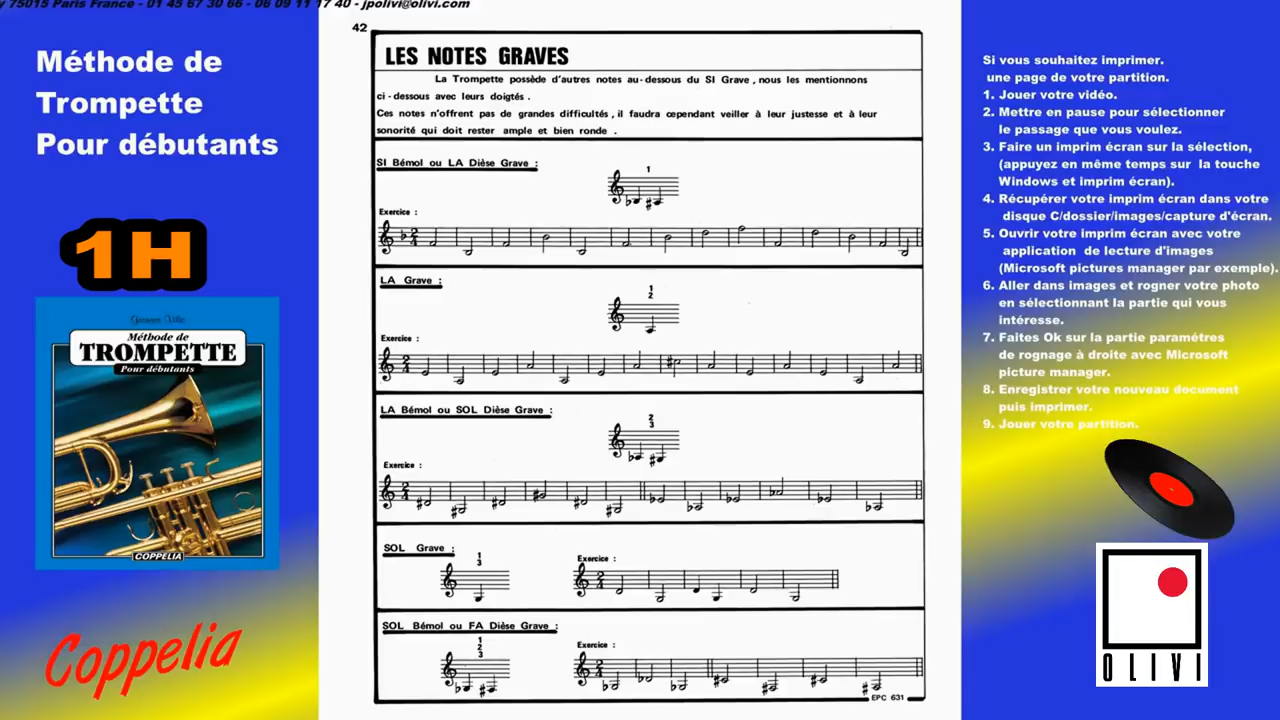 75015 Paris France - 01 45 67 30 66 - 06 09 11 17 40 - jpolivi@olivi.com
Méthode de
Trompette
Pour débutants
1H
Méthode de
TROMPETTE
Pour débutants
COPPELIA
Coppelia
42
LES NOTES GRAVES
La Trompette possède d'autres notes au-dessous du SI Grave , nous les mentionnons
ci-dessous avec leurs doigtés .
Ces notes n'offrent pas de grandes difficultés , il faudra cependant veiller à leur justesse et à leur
sonorité qui doit rester ample et bien ronde .
SI Bémol ou LA Dièse Grave :
1
Exercice :
2
4
LA Grave :
1
2
Exercice :
2
4
LA Bémol ou SOL Dièse Grave :
2
3
Exercice :
2
4
SOL Grave :
1
3
Exercice :
2
4
SOL Bémol ou FA Dièse Grave :
1
2
3
Exercice :
2
4
EPC 631
Si vous souhaitez imprimer.
une page de votre partition.
1. Jouer votre vidéo.
2. Mettre en pause pour sélectionner
le passage que vous voulez.
3. Faire un imprim écran sur la sélection,
(appuyez en même temps sur la touche
Windows et imprim écran).
4. Récupérer votre imprim écran dans votre
disque C/dossier/images/capture d'écran.
5. Ouvrir votre imprim écran avec votre
application de lecture d'images
(Microsoft pictures manager par exemple).
6. Aller dans images et rogner votre photo
en sélectionnant la partie qui vous
intéresse.
7. Faites Ok sur la partie paramétres
de rognage à droite avec Microsoft
picture manager.
8. Enregistrer votre nouveau document
puis imprimer.
9. Jouer votre partition.
OLIVI